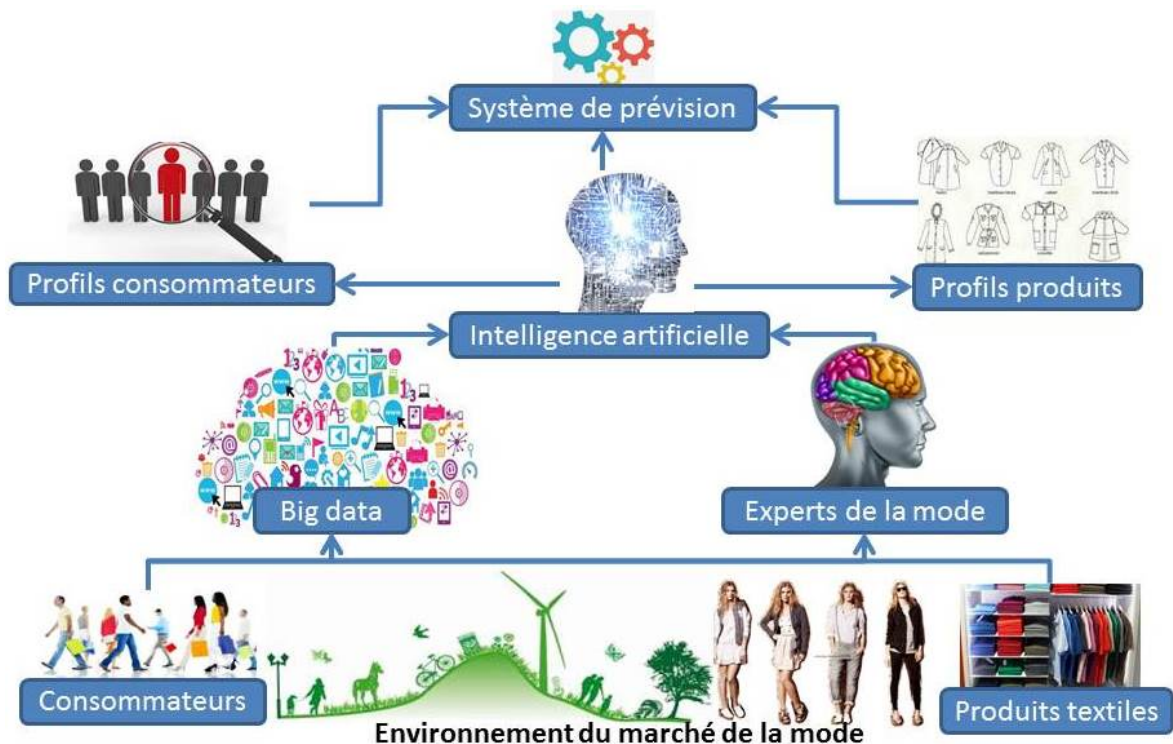 Système de prévision
Profils consommateurs
Profils produits
Intelligence artificielle
Big data
Experts de la mode
Consommateurs
Produits textiles
Environnement du marché de la mode